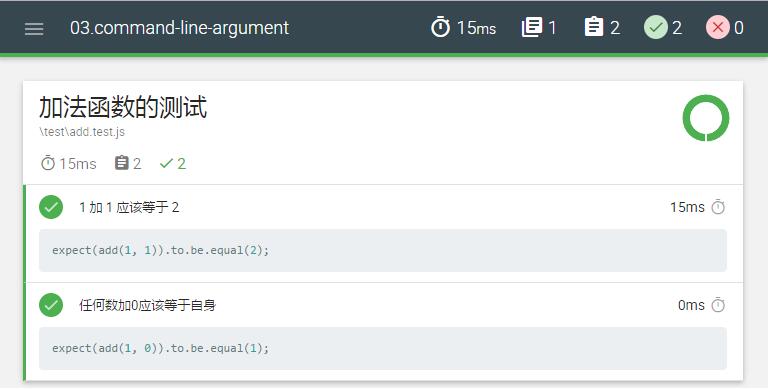 03.command-line-argument 15ms 1 2 2 0
加法函数的测试
\test\add.test.js
15ms 2 2
1 加 1 应该等于 2 15ms
expect(add(1, 1)).to.be.equal(2);
任何数加0应该等于自身 0ms
expect(add(1, 0)).to.be.equal(1);